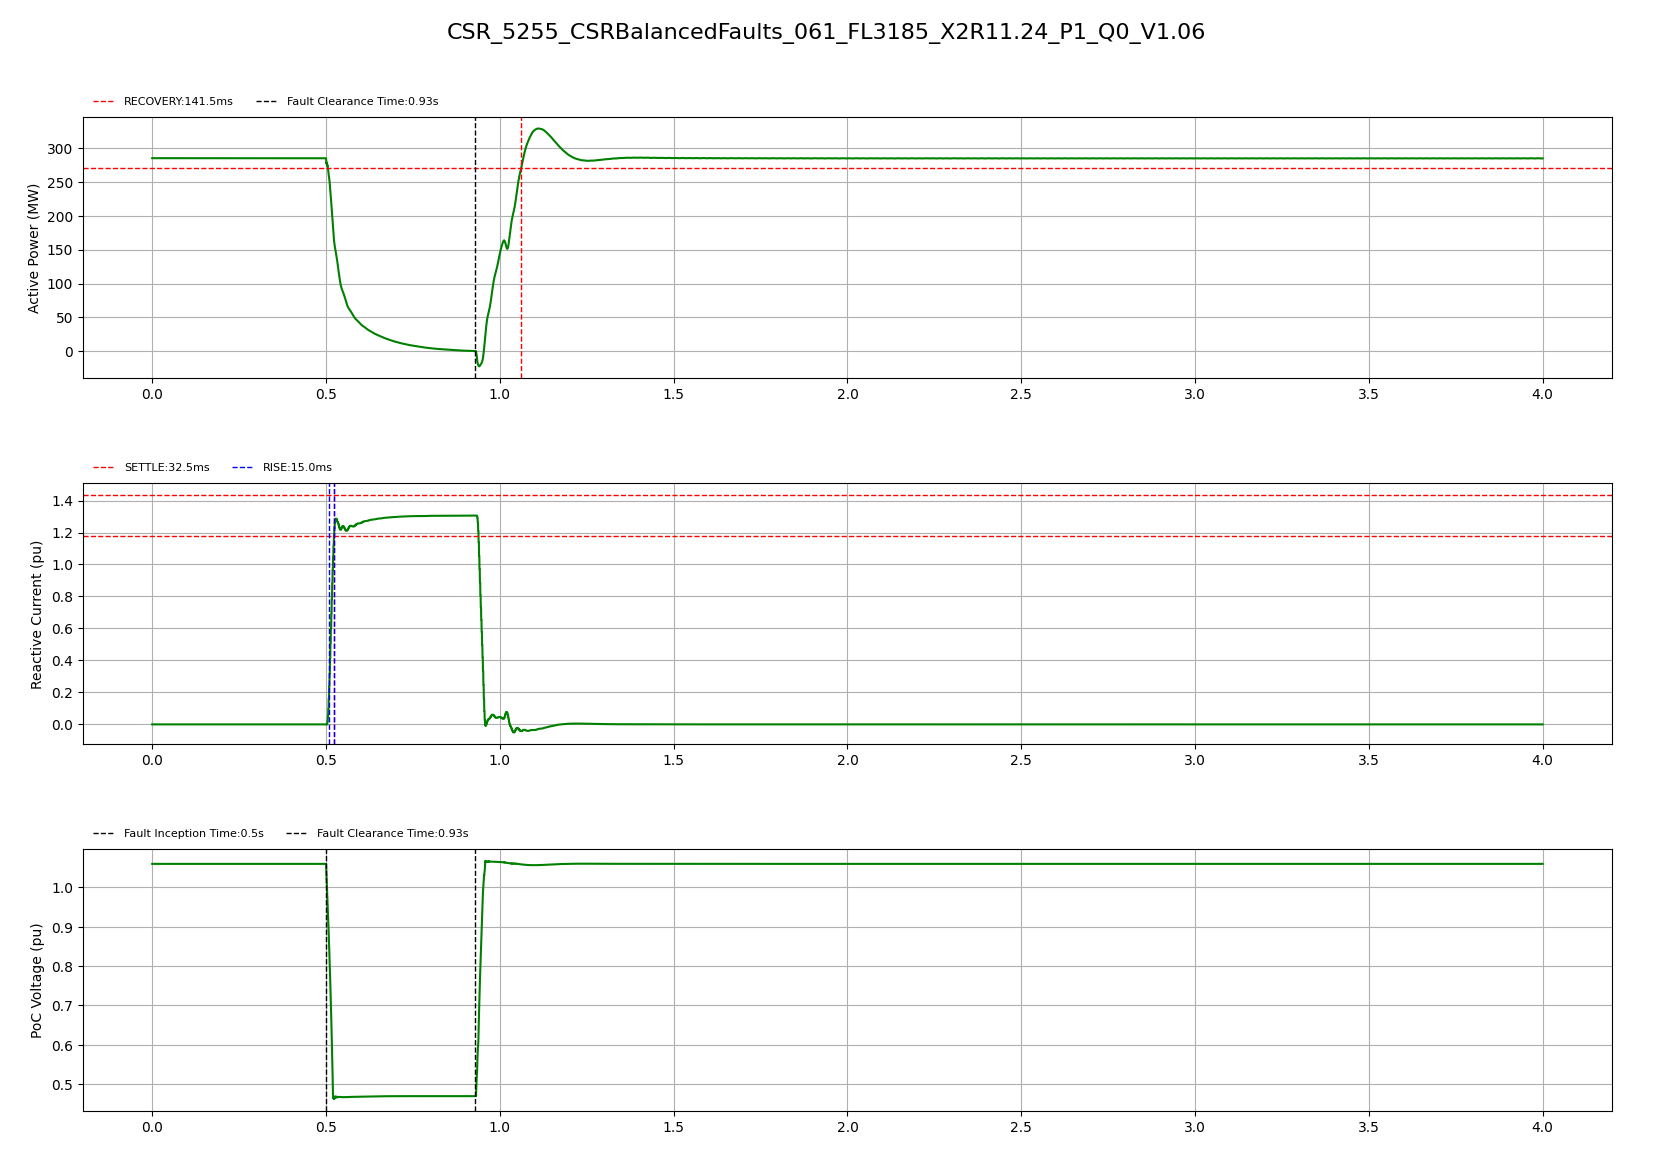 CSR_5255_CSRBalancedFaults_061_FL3185_X2R11.24_P1_Q0_V1.06
RECOVERY:141.5ms Fault Clearance Time:0.93s
Active Power (MW)
300
250
200
150
100
50
0
0.0 0.5 1.0 1.5 2.0 2.5 3.0 3.5 4.0
SETTLE:32.5ms RISE:15.0ms
Reactive Current (pu)
1.4
1.2
1.0
0.8
0.6
0.4
0.2
0.0
0.0 0.5 1.0 1.5 2.0 2.5 3.0 3.5 4.0
Fault Inception Time:0.5s Fault Clearance Time:0.93s
PoC Voltage (pu)
1.0
0.9
0.8
0.7
0.6
0.5
0.0 0.5 1.0 1.5 2.0 2.5 3.0 3.5 4.0